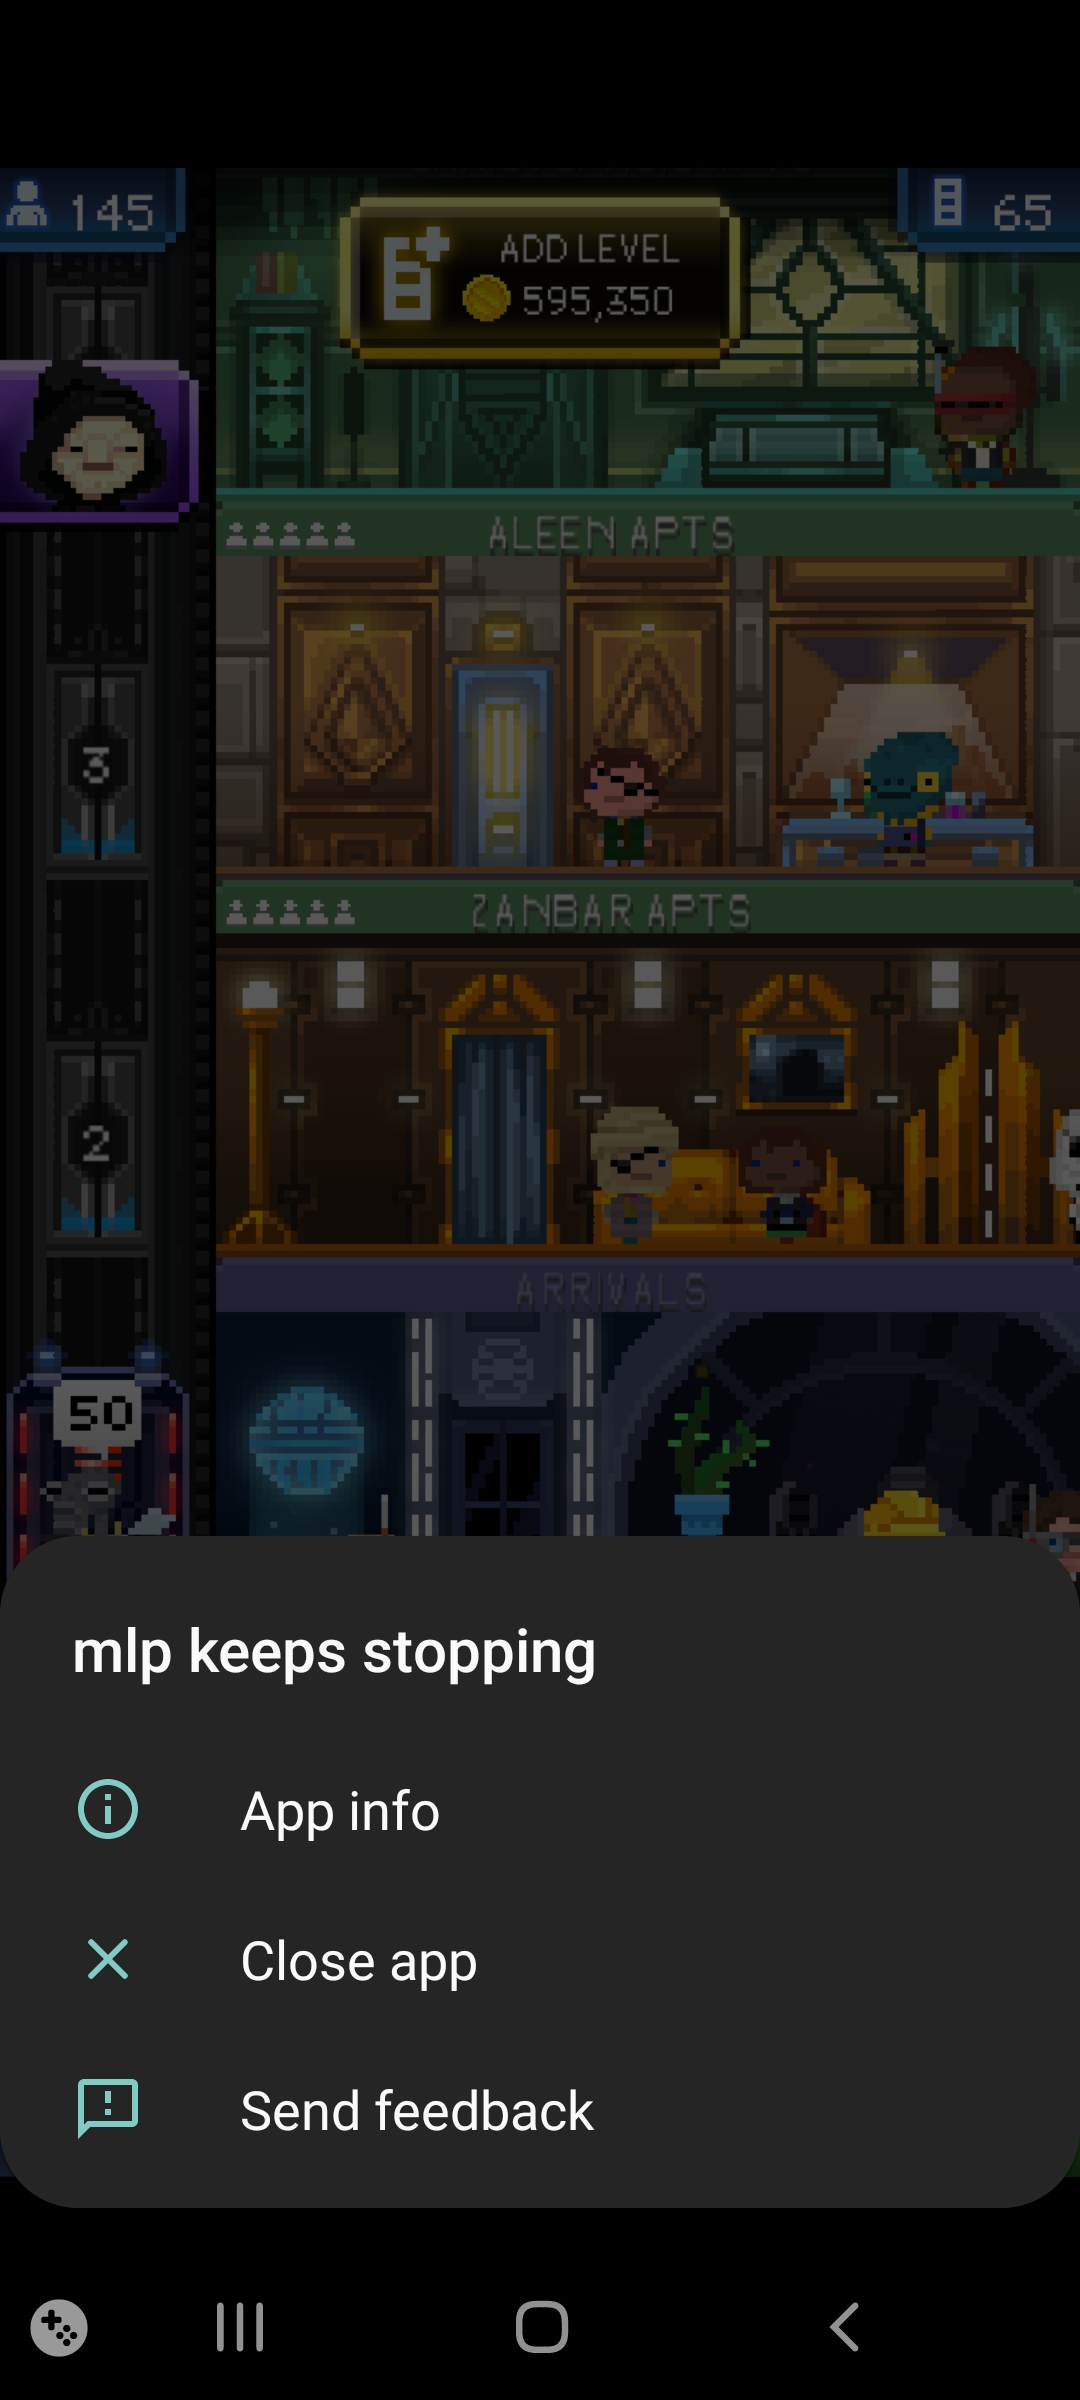 145
ADD LEVEL
595,350
65
ALEEN APTS
3
ZANBAR APTS
2
ARRIVALS
50
mlp keeps stopping
App info
Close app
Send feedback